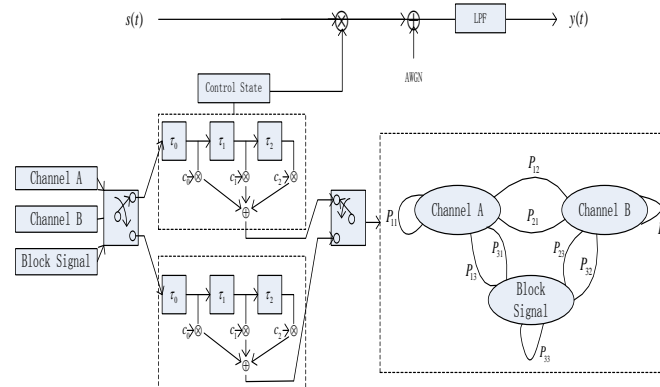 s(t)
LPF
y(t)
AWGN
Control State
τ₀ τ₁ τ₂
c₀ c₁ c₂
Channel A
Channel B
Block Signal
τ₀ τ₁ τ₂
c₀ c₁ c₂
P₁₂
Channel A
Channel B
P₁₁
P₂₁
P₃₁
P₂₃
P₁₃
P₃₂
Block
Signal
P₃₃